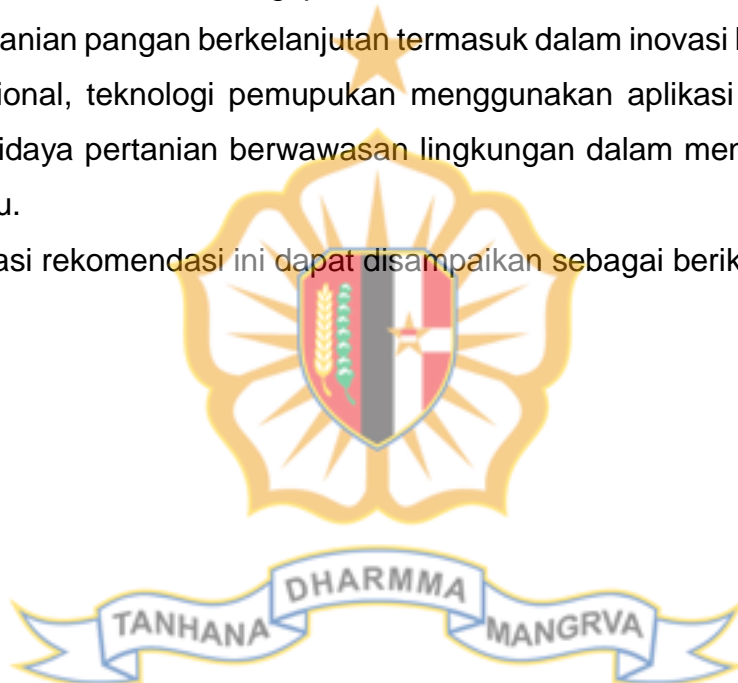 anian pangan berkelanjutan termasuk dalam inovasi
ional, teknologi pemupukan menggunakan aplikasi
idaya pertanian berwawasan lingkungan dalam men
u.
asi rekomendasi ini dapat disampaikan sebagai berik
TANHANA DHARMMA MANGRVA